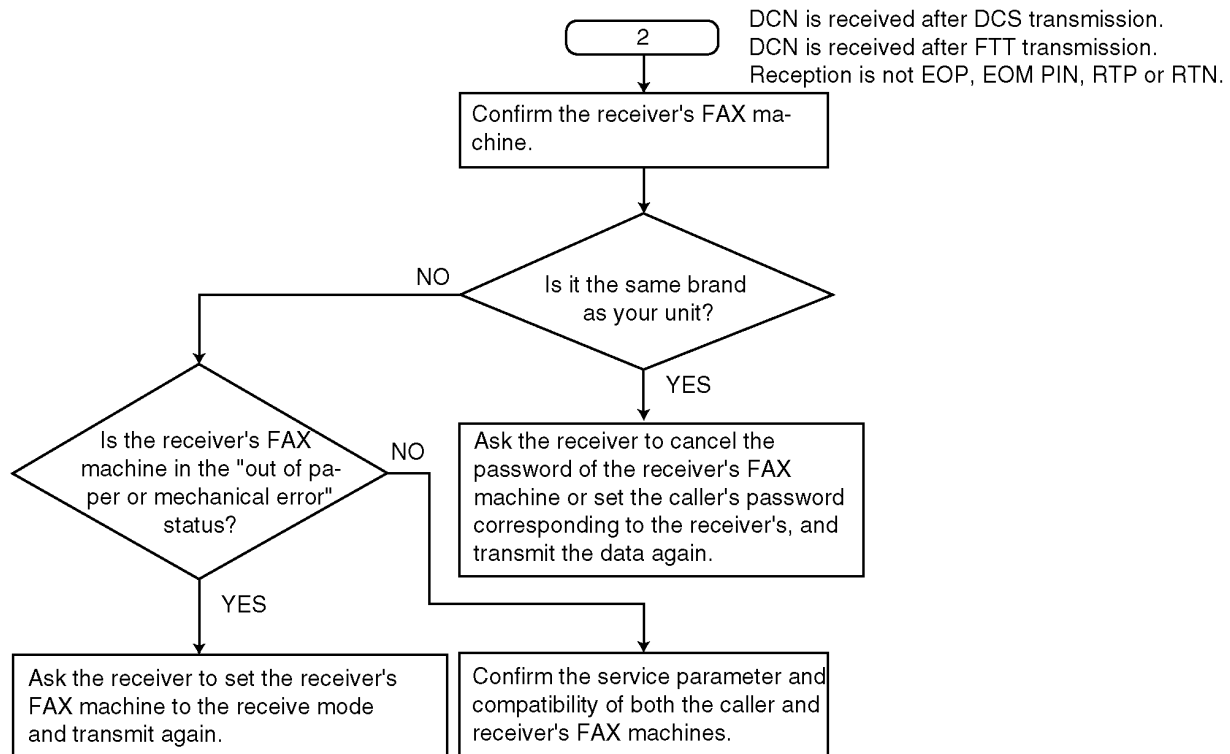 2
DCN is received after DCS transmission.
DCN is received after FTT transmission.
Reception is not EOP, EOM PIN, RTP or RTN.
Confirm the receiver's FAX ma-
chine.
NO
Is it the same brand
as your unit?
YES
Is the receiver's FAX
machine in the "out of pa-
per or mechanical error"
status?
NO
Ask the receiver to cancel the
password of the receiver's FAX
machine or set the caller's password
corresponding to the receiver's, and
transmit the data again.
YES
Ask the receiver to set the receiver's
FAX machine to the receive mode
and transmit again.
Confirm the service parameter and
compatibility of both the caller and
receiver's FAX machines.